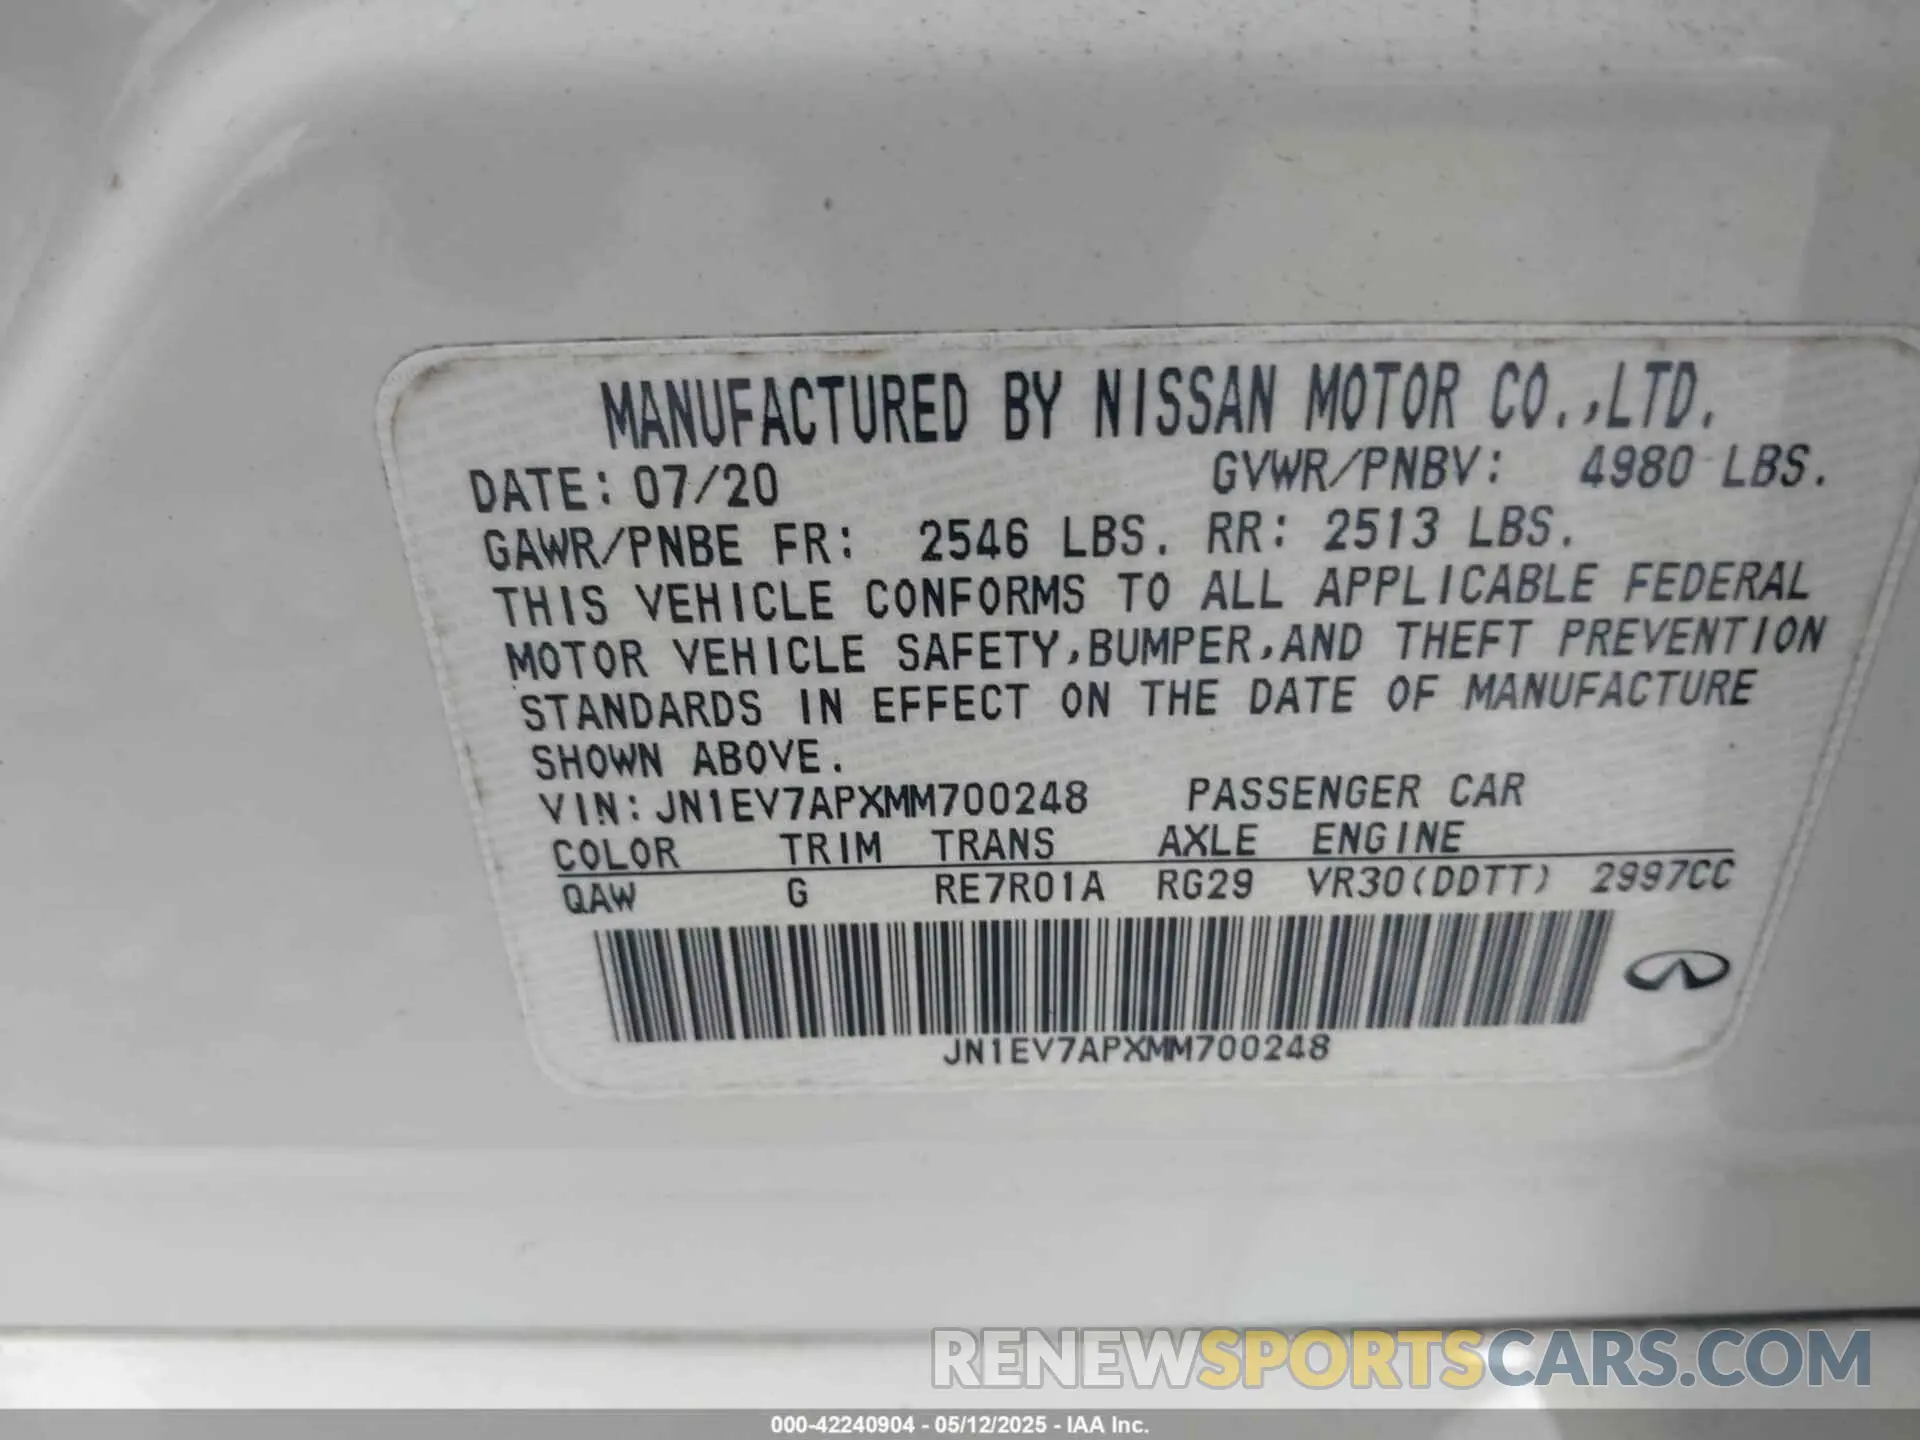 MANUFACTURED BY NISSAN MOTOR CO.,LTD.
DATE: 07/20 GVWR/PNBV: 4980 LBS.
GAWR/PNBE FR: 2546 LBS. RR: 2513 LBS.
THIS VEHICLE CONFORMS TO ALL APPLICABLE FEDERAL
MOTOR VEHICLE SAFETY,BUMPER,AND THEFT PREVENTION
STANDARDS IN EFFECT ON THE DATE OF MANUFACTURE
SHOWN ABOVE.
VIN:JN1EV7APXMM700248 PASSENGER CAR
COLOR TRIM TRANS AXLE ENGINE
QAW G RE7R01A RG29 VR30(DDTT) 2997CC
JN1EV7APXMM700248
RENEWSPORTSCARS.COM
000-42240904 - 05/12/2025 - IAA Inc.